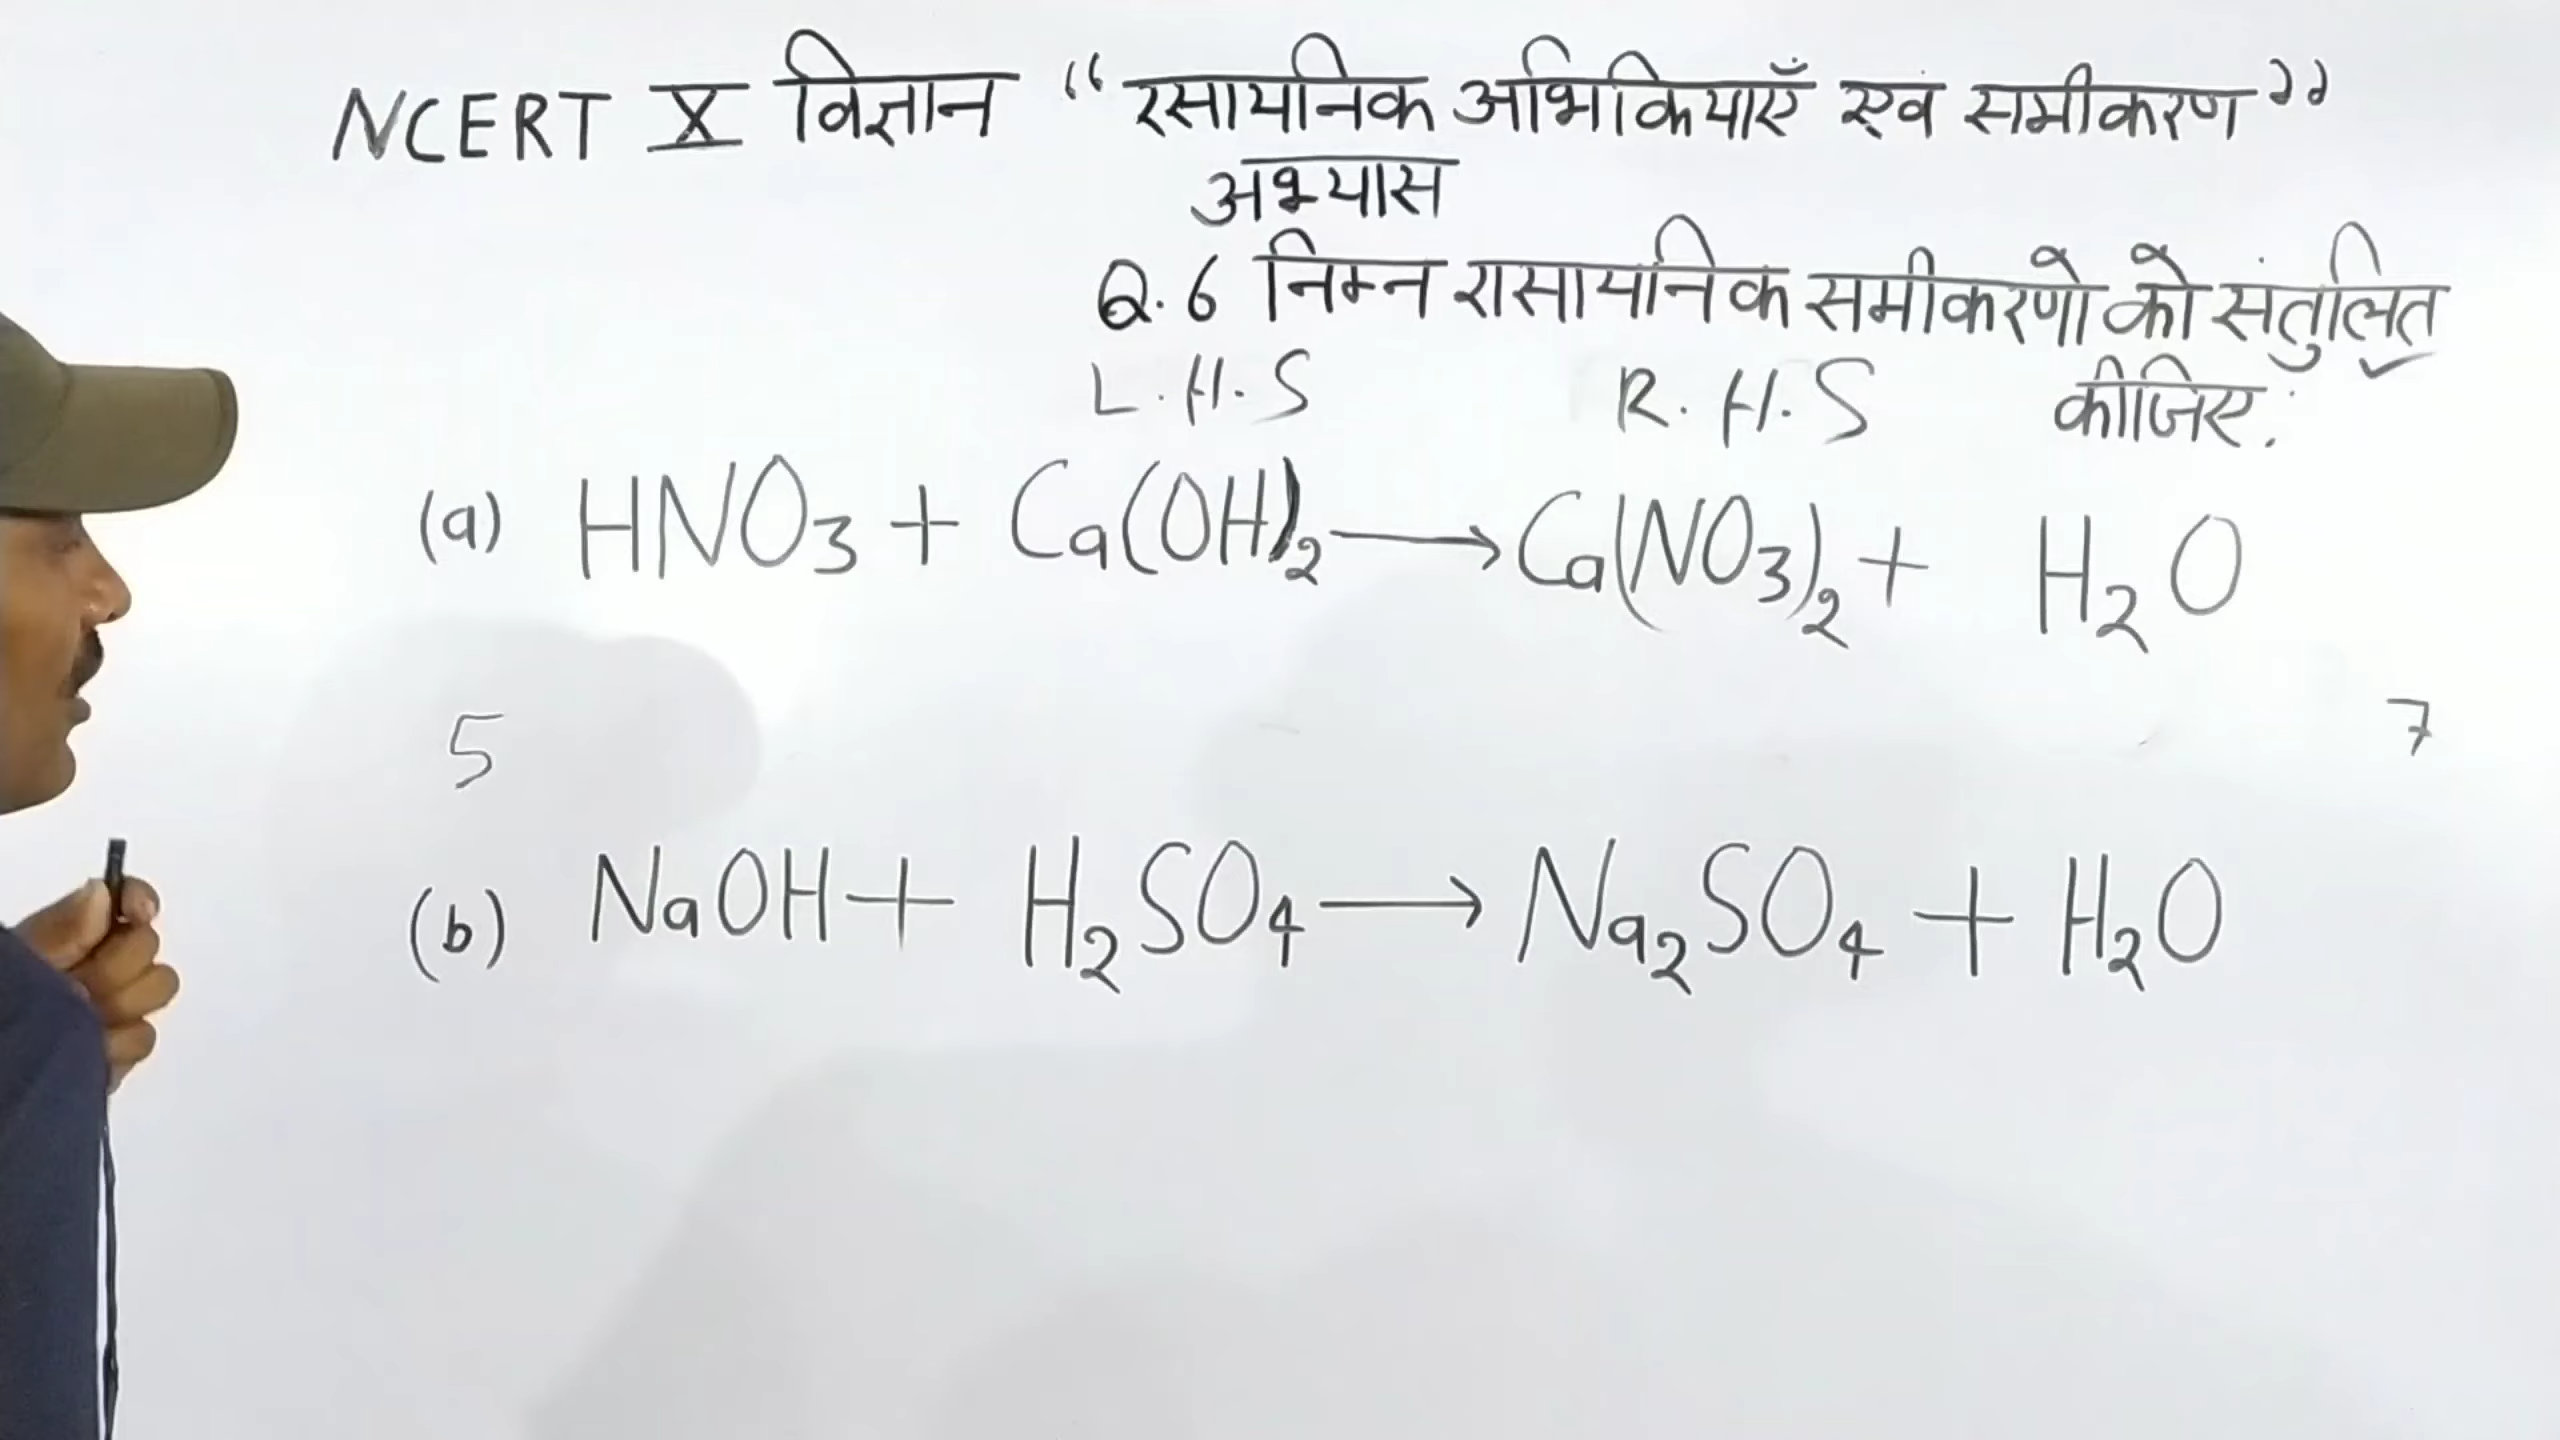 NCERT X विज्ञान “रसायनिक अभिकियाएँ एवं समीकरण”
अभ्यास
Q.6 निम्न रासायनिक समीकरणो को संतुलित
कीजिए:
L.H.S R.H.S
(a) HNO₃ + Ca(OH)₂ → Ca(NO₃)₂ + H₂O
5 7
(b) NaOH + H₂SO₄ → Na₂SO₄ + H₂O